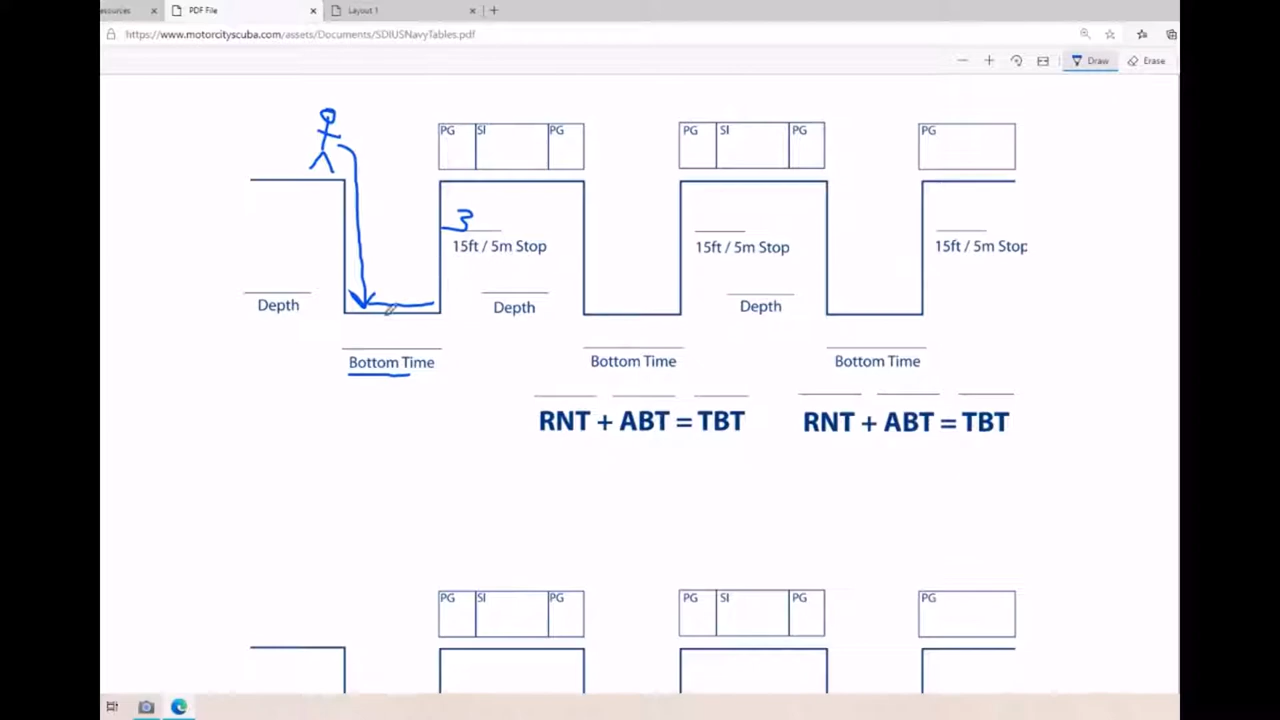 esources PDF File Layout 1
https://www.motorcityscuba.com/assets/Documents/SDIUSNavyTables.pdf
Draw Erase
PG SI PG PG SI PG PG
3
15ft / 5m Stop 15ft / 5m Stop 15ft / 5m Stop
Depth Depth Depth
Bottom Time Bottom Time Bottom Time
RNT + ABT = TBT RNT + ABT = TBT
PG SI PG PG SI PG PG